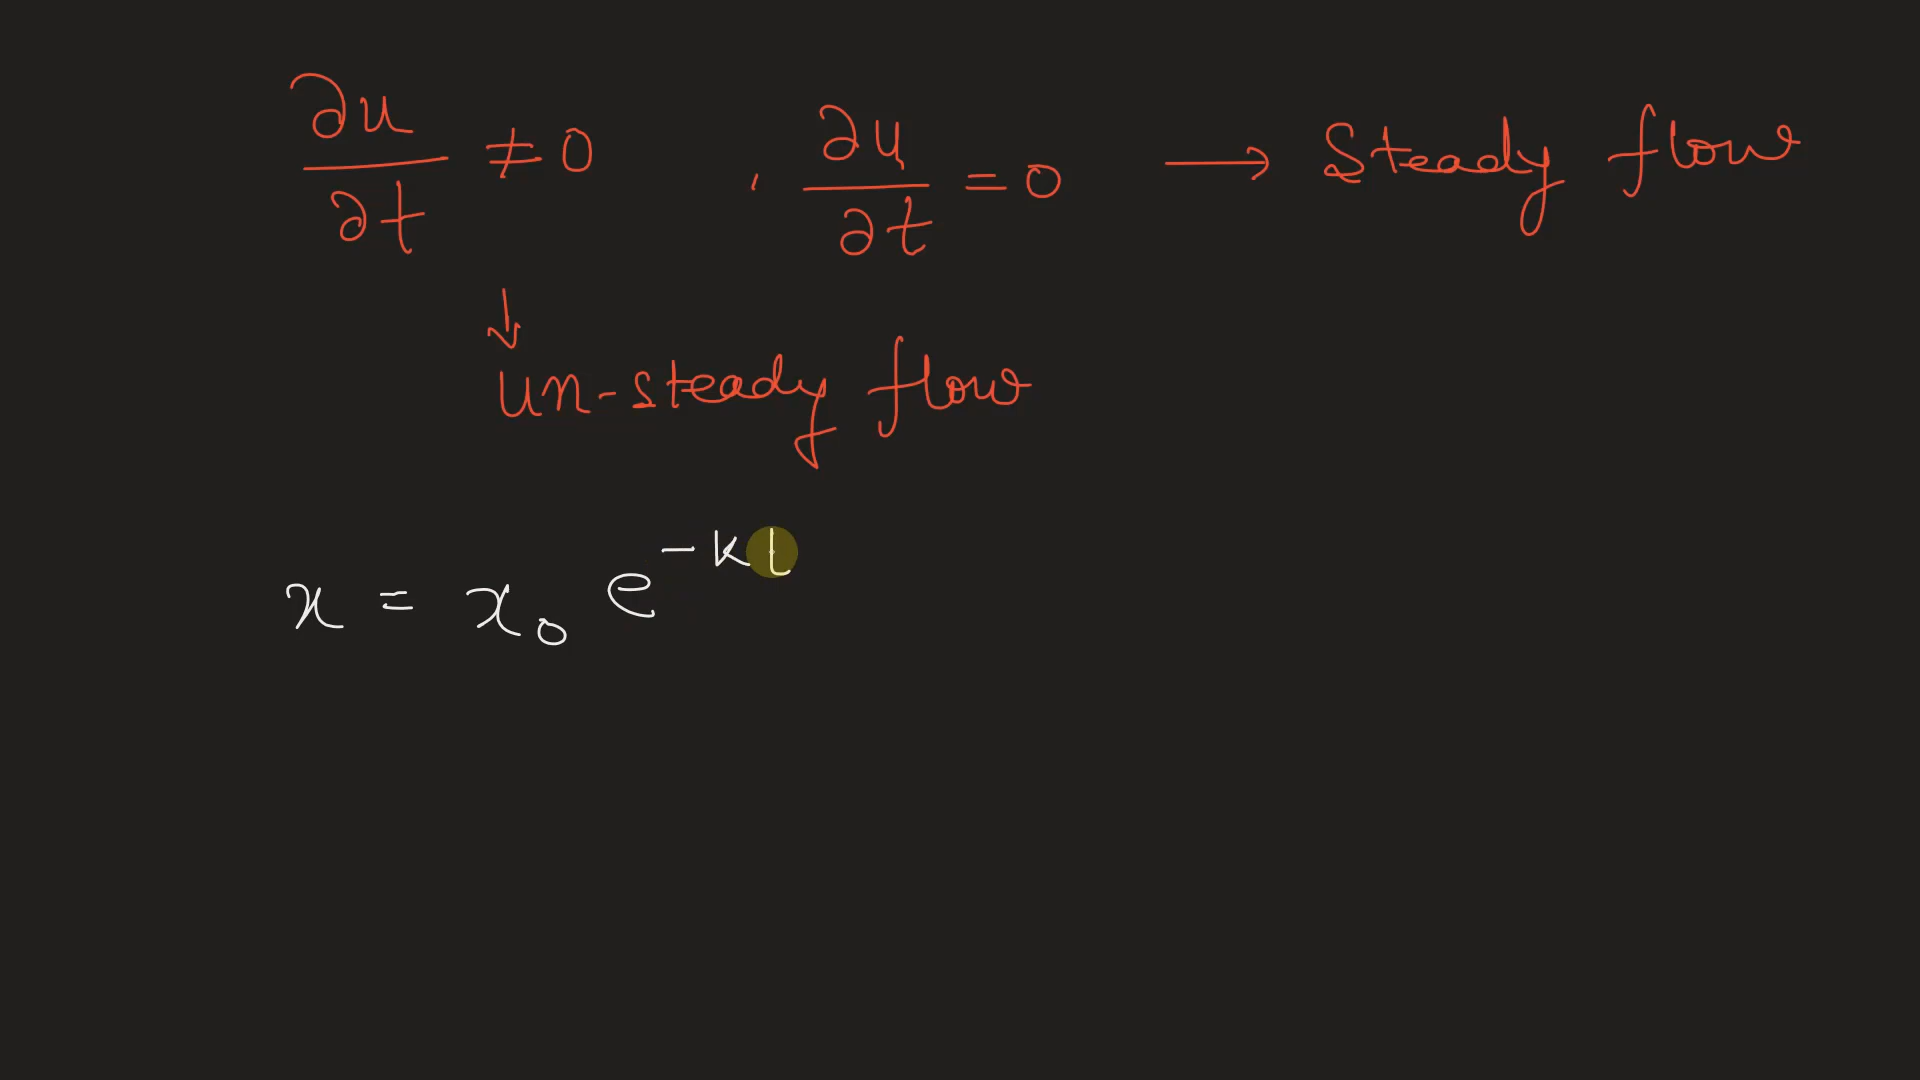 ∂u/∂t ≠ 0 , ∂u/∂t = 0 → Steady flow
↓
un-steady flow
x = x₀ e^(-kt)